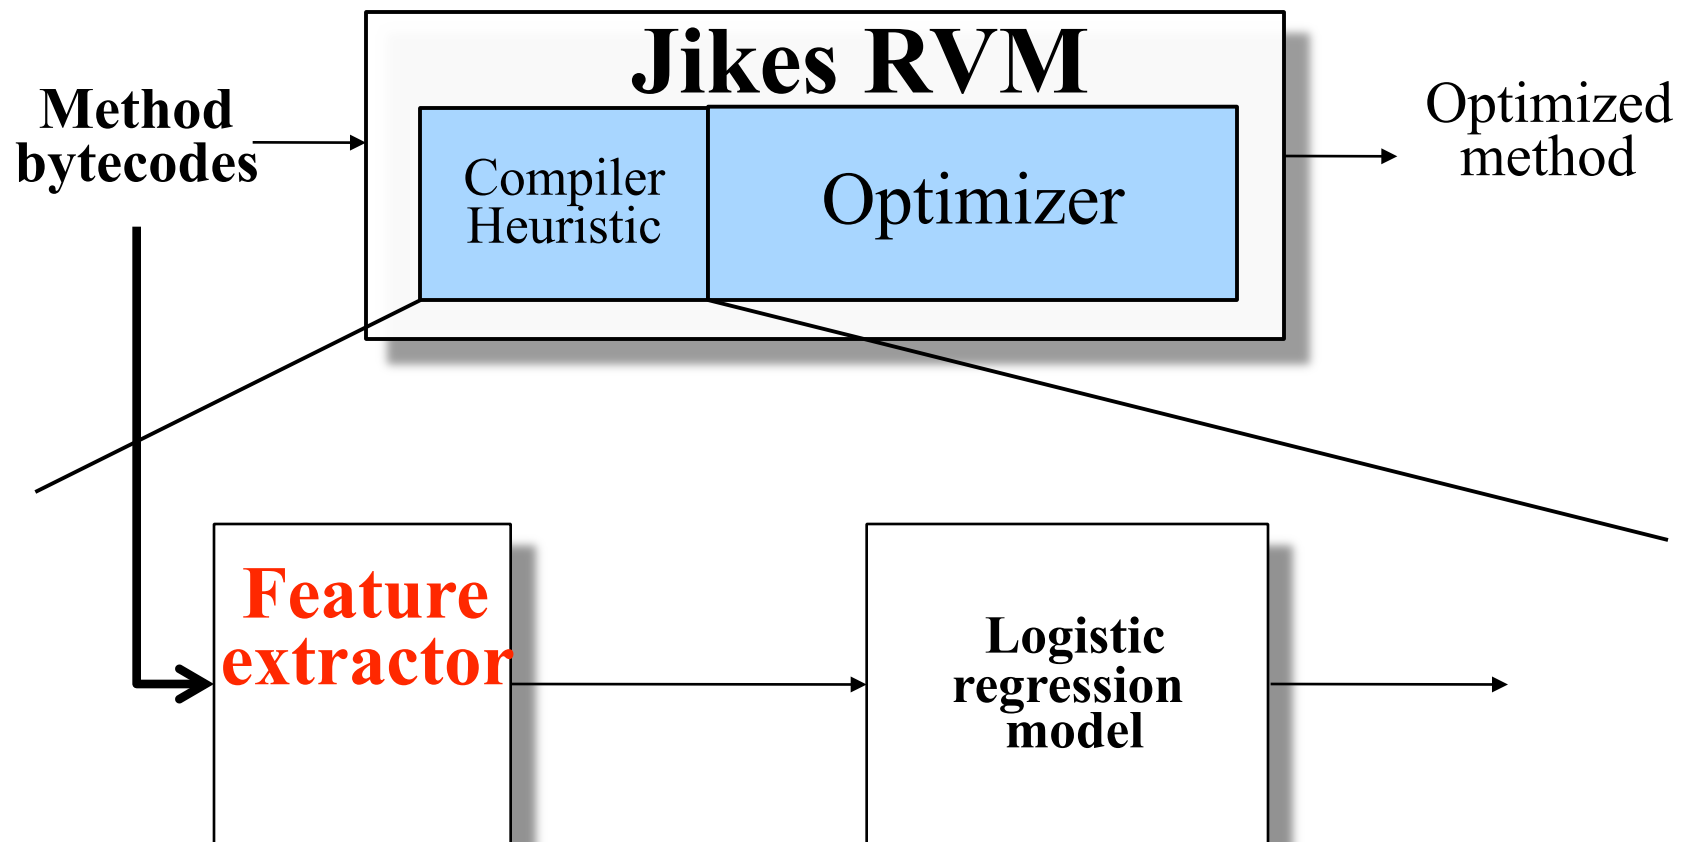 Jikes RVM
Method
bytecodes
Compiler
Heuristic
Optimizer
Optimized
method
Feature
extractor
Logistic
regression
model